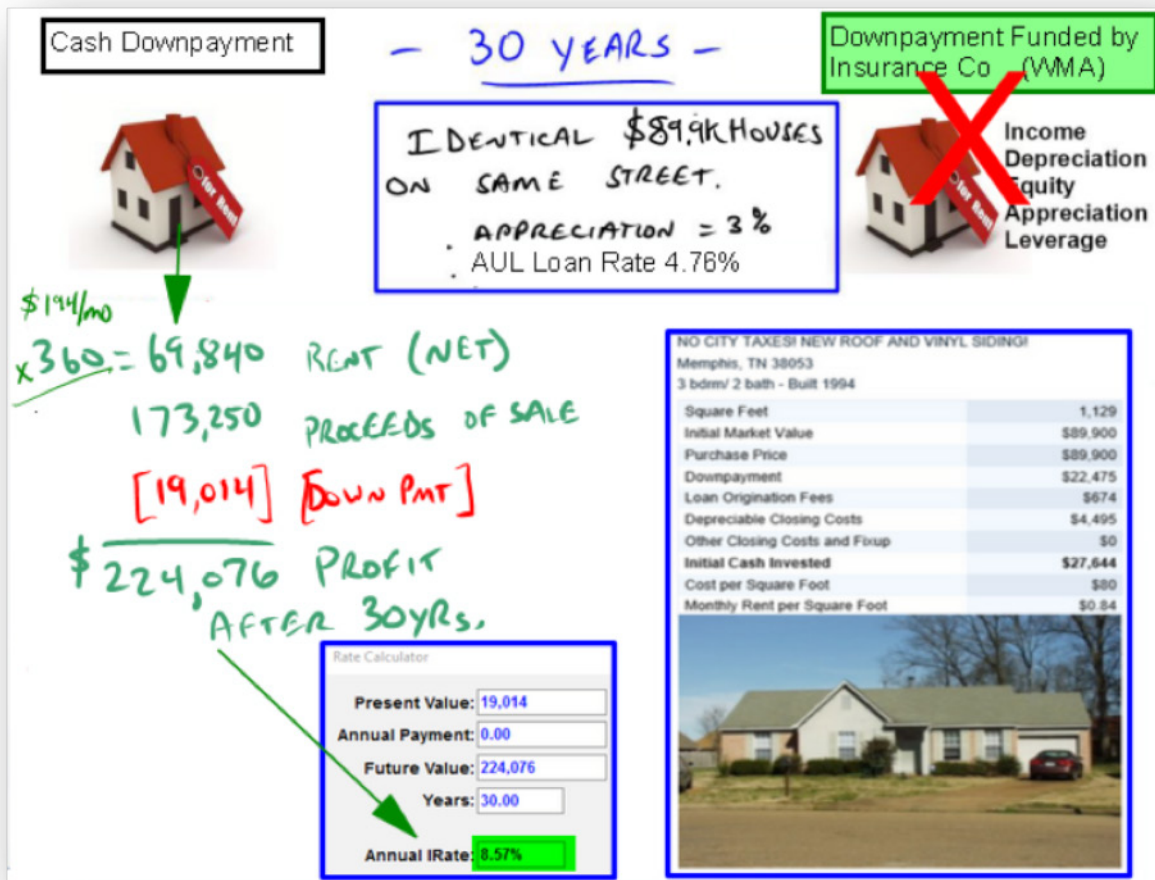 Cash Downpayment
- 30 YEARS -
Downpayment Funded by
Insurance Co (WMA)
IDENTICAL $89.9K HOUSES
ON SAME STREET.
APPRECIATION = 3%
AUL Loan Rate 4.76%
for Rent
for Rent
Income
Depreciation
Equity
Appreciation
Leverage
$194/mo
x360 = 69,840 RENT (NET)
173,250 PROCEEDS OF SALE
[19,014] [DOWN PMT]
$224,076 PROFIT
AFTER 30YRS.
Rate Calculator
Present Value: 19,014
Annual Payment: 0.00
Future Value: 224,076
Years: 30.00
Annual IRate: 8.57%
NO CITY TAXES! NEW ROOF AND VINYL SIDING!
Memphis, TN 38053
3 bdrm/ 2 bath - Built 1994
Square Feet 1,129
Initial Market Value $89,900
Purchase Price $89,900
Downpayment $22,475
Loan Origination Fees $674
Depreciable Closing Costs $4,495
Other Closing Costs and Fixup $0
Initial Cash Invested $27,644
Cost per Square Foot $80
Monthly Rent per Square Foot $0.84